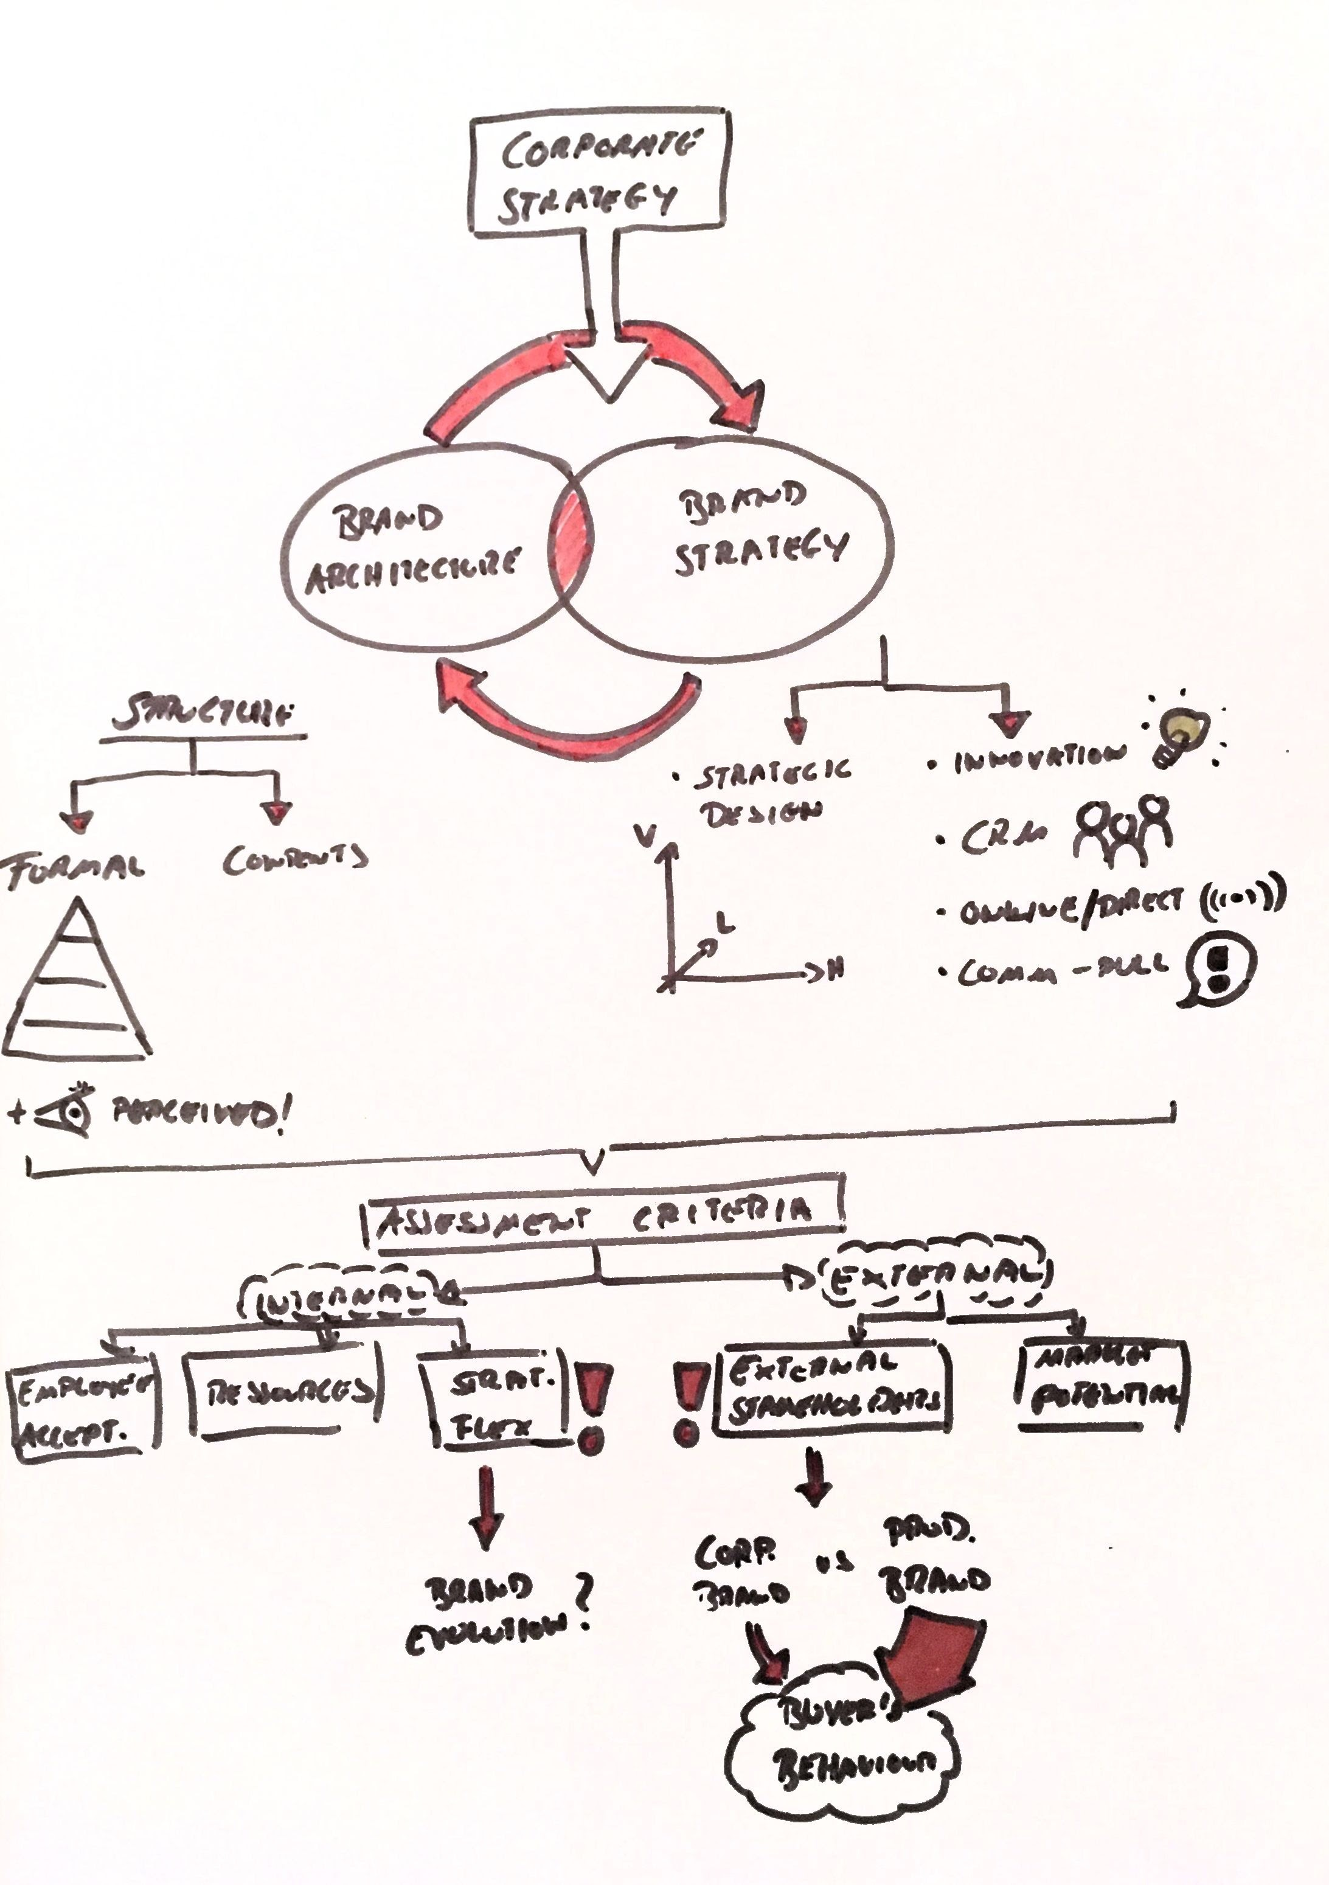 CORPORATE
STRATEGY
BRAND
ARCHITECTURE
BRAND
STRATEGY
STRUCTURE
FORMAL
CONTENTS
+ PERCEIVED!
• STRATEGIC
DESIGN
V
L
H
• INNOVATION
• CRM
• ONLINE/DIRECT
• COMM - PULL
ASSESSMENT CRITERIA
INTERNAL
EXTERNAL
EMPLOYEE
ACCEPT.
RESSOURCES
STRAT.
FLEX
!
!
EXTERNAL
STAKEHOLDERS
MARKET
POTENTIAL
BRAND
EVOLUTION?
CORP.
BRAND
vs
PROD.
BRAND
BUYER'S
BEHAVIOUR